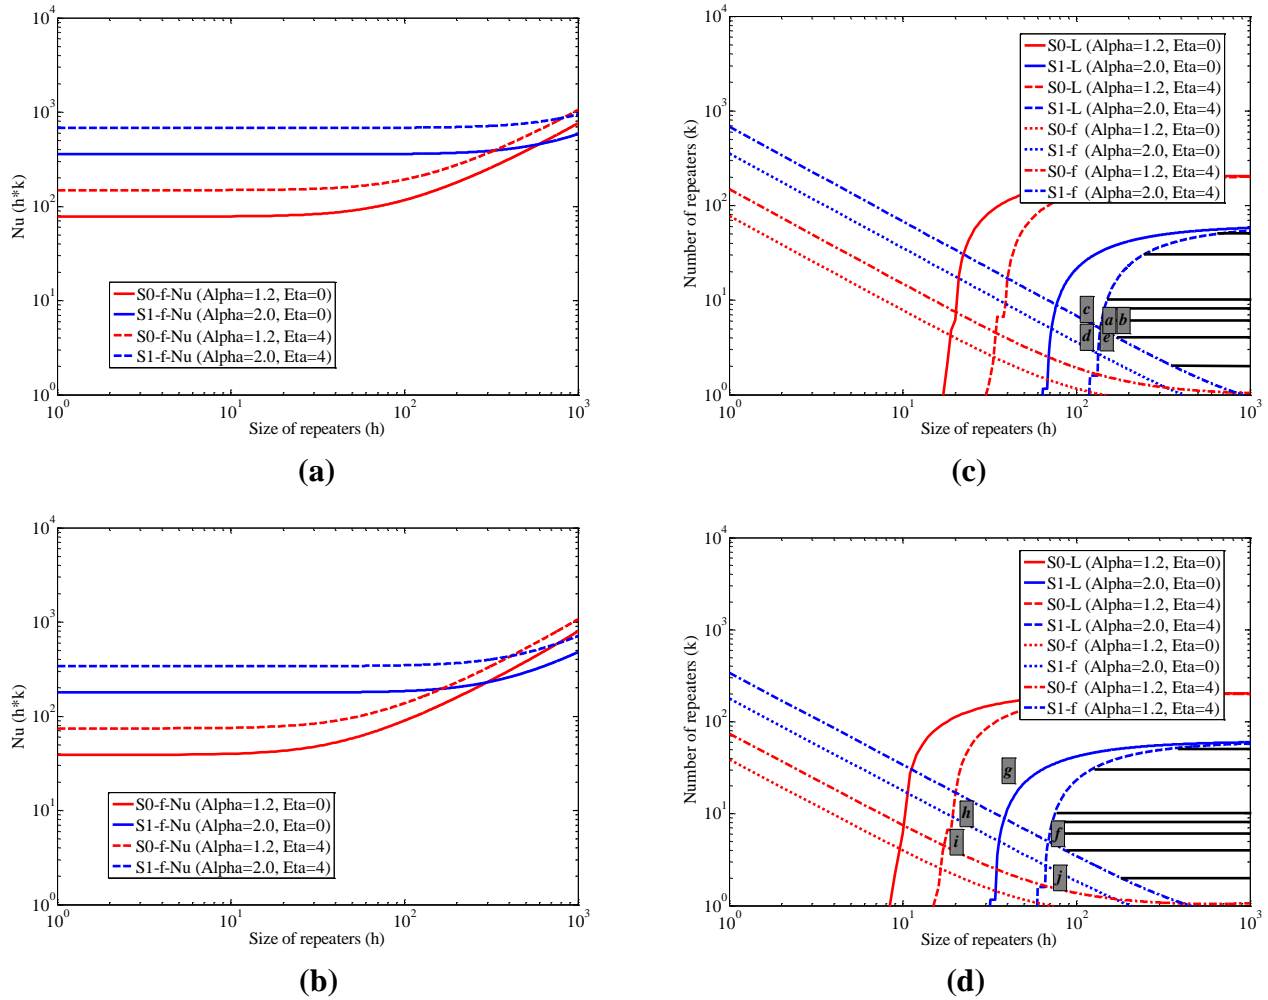 10^4
10^3
10^2
10^1
10^0
Nu (h*k)
S0-f-Nu (Alpha=1.2, Eta=0)
S1-f-Nu (Alpha=2.0, Eta=0)
S0-f-Nu (Alpha=1.2, Eta=4)
S1-f-Nu (Alpha=2.0, Eta=4)
10^0 10^1 10^2 10^3
Size of repeaters (h)
(a)
10^4
10^3
10^2
10^1
10^0
Number of repeaters (k)
S0-L (Alpha=1.2, Eta=0)
S1-L (Alpha=2.0, Eta=0)
S0-L (Alpha=1.2, Eta=4)
S1-L (Alpha=2.0, Eta=4)
S0-f (Alpha=1.2, Eta=0)
S1-f (Alpha=2.0, Eta=0)
S0-f (Alpha=1.2, Eta=4)
S1-f (Alpha=2.0, Eta=4)
c
a b
d e
10^0 10^1 10^2 10^3
Size of repeaters (h)
(c)
10^4
10^3
10^2
10^1
10^0
Nu (h*k)
S0-f-Nu (Alpha=1.2, Eta=0)
S1-f-Nu (Alpha=2.0, Eta=0)
S0-f-Nu (Alpha=1.2, Eta=4)
S1-f-Nu (Alpha=2.0, Eta=4)
10^0 10^1 10^2 10^3
Size of repeaters (h)
(b)
10^4
10^3
10^2
10^1
10^0
Number of repeaters (k)
S0-L (Alpha=1.2, Eta=0)
S1-L (Alpha=2.0, Eta=0)
S0-L (Alpha=1.2, Eta=4)
S1-L (Alpha=2.0, Eta=4)
S0-f (Alpha=1.2, Eta=0)
S1-f (Alpha=2.0, Eta=0)
S0-f (Alpha=1.2, Eta=4)
S1-f (Alpha=1.2, Eta=4)
g
h
f
i
j
10^0 10^1 10^2 10^3
Size of repeaters (h)
(d)